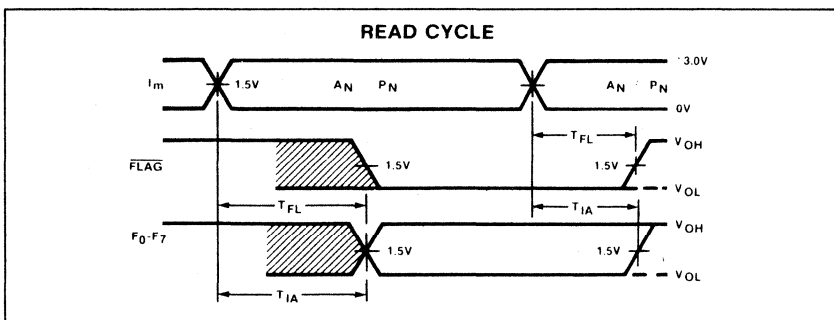 READ CYCLE
3.0V
Im 1.5V AN PN AN PN
0V
TFL
VOH
FLAG 1.5V 1.5V
VOL
TFL TIA
VOH
F0-F7 1.5V 1.5V
VOL
TIA